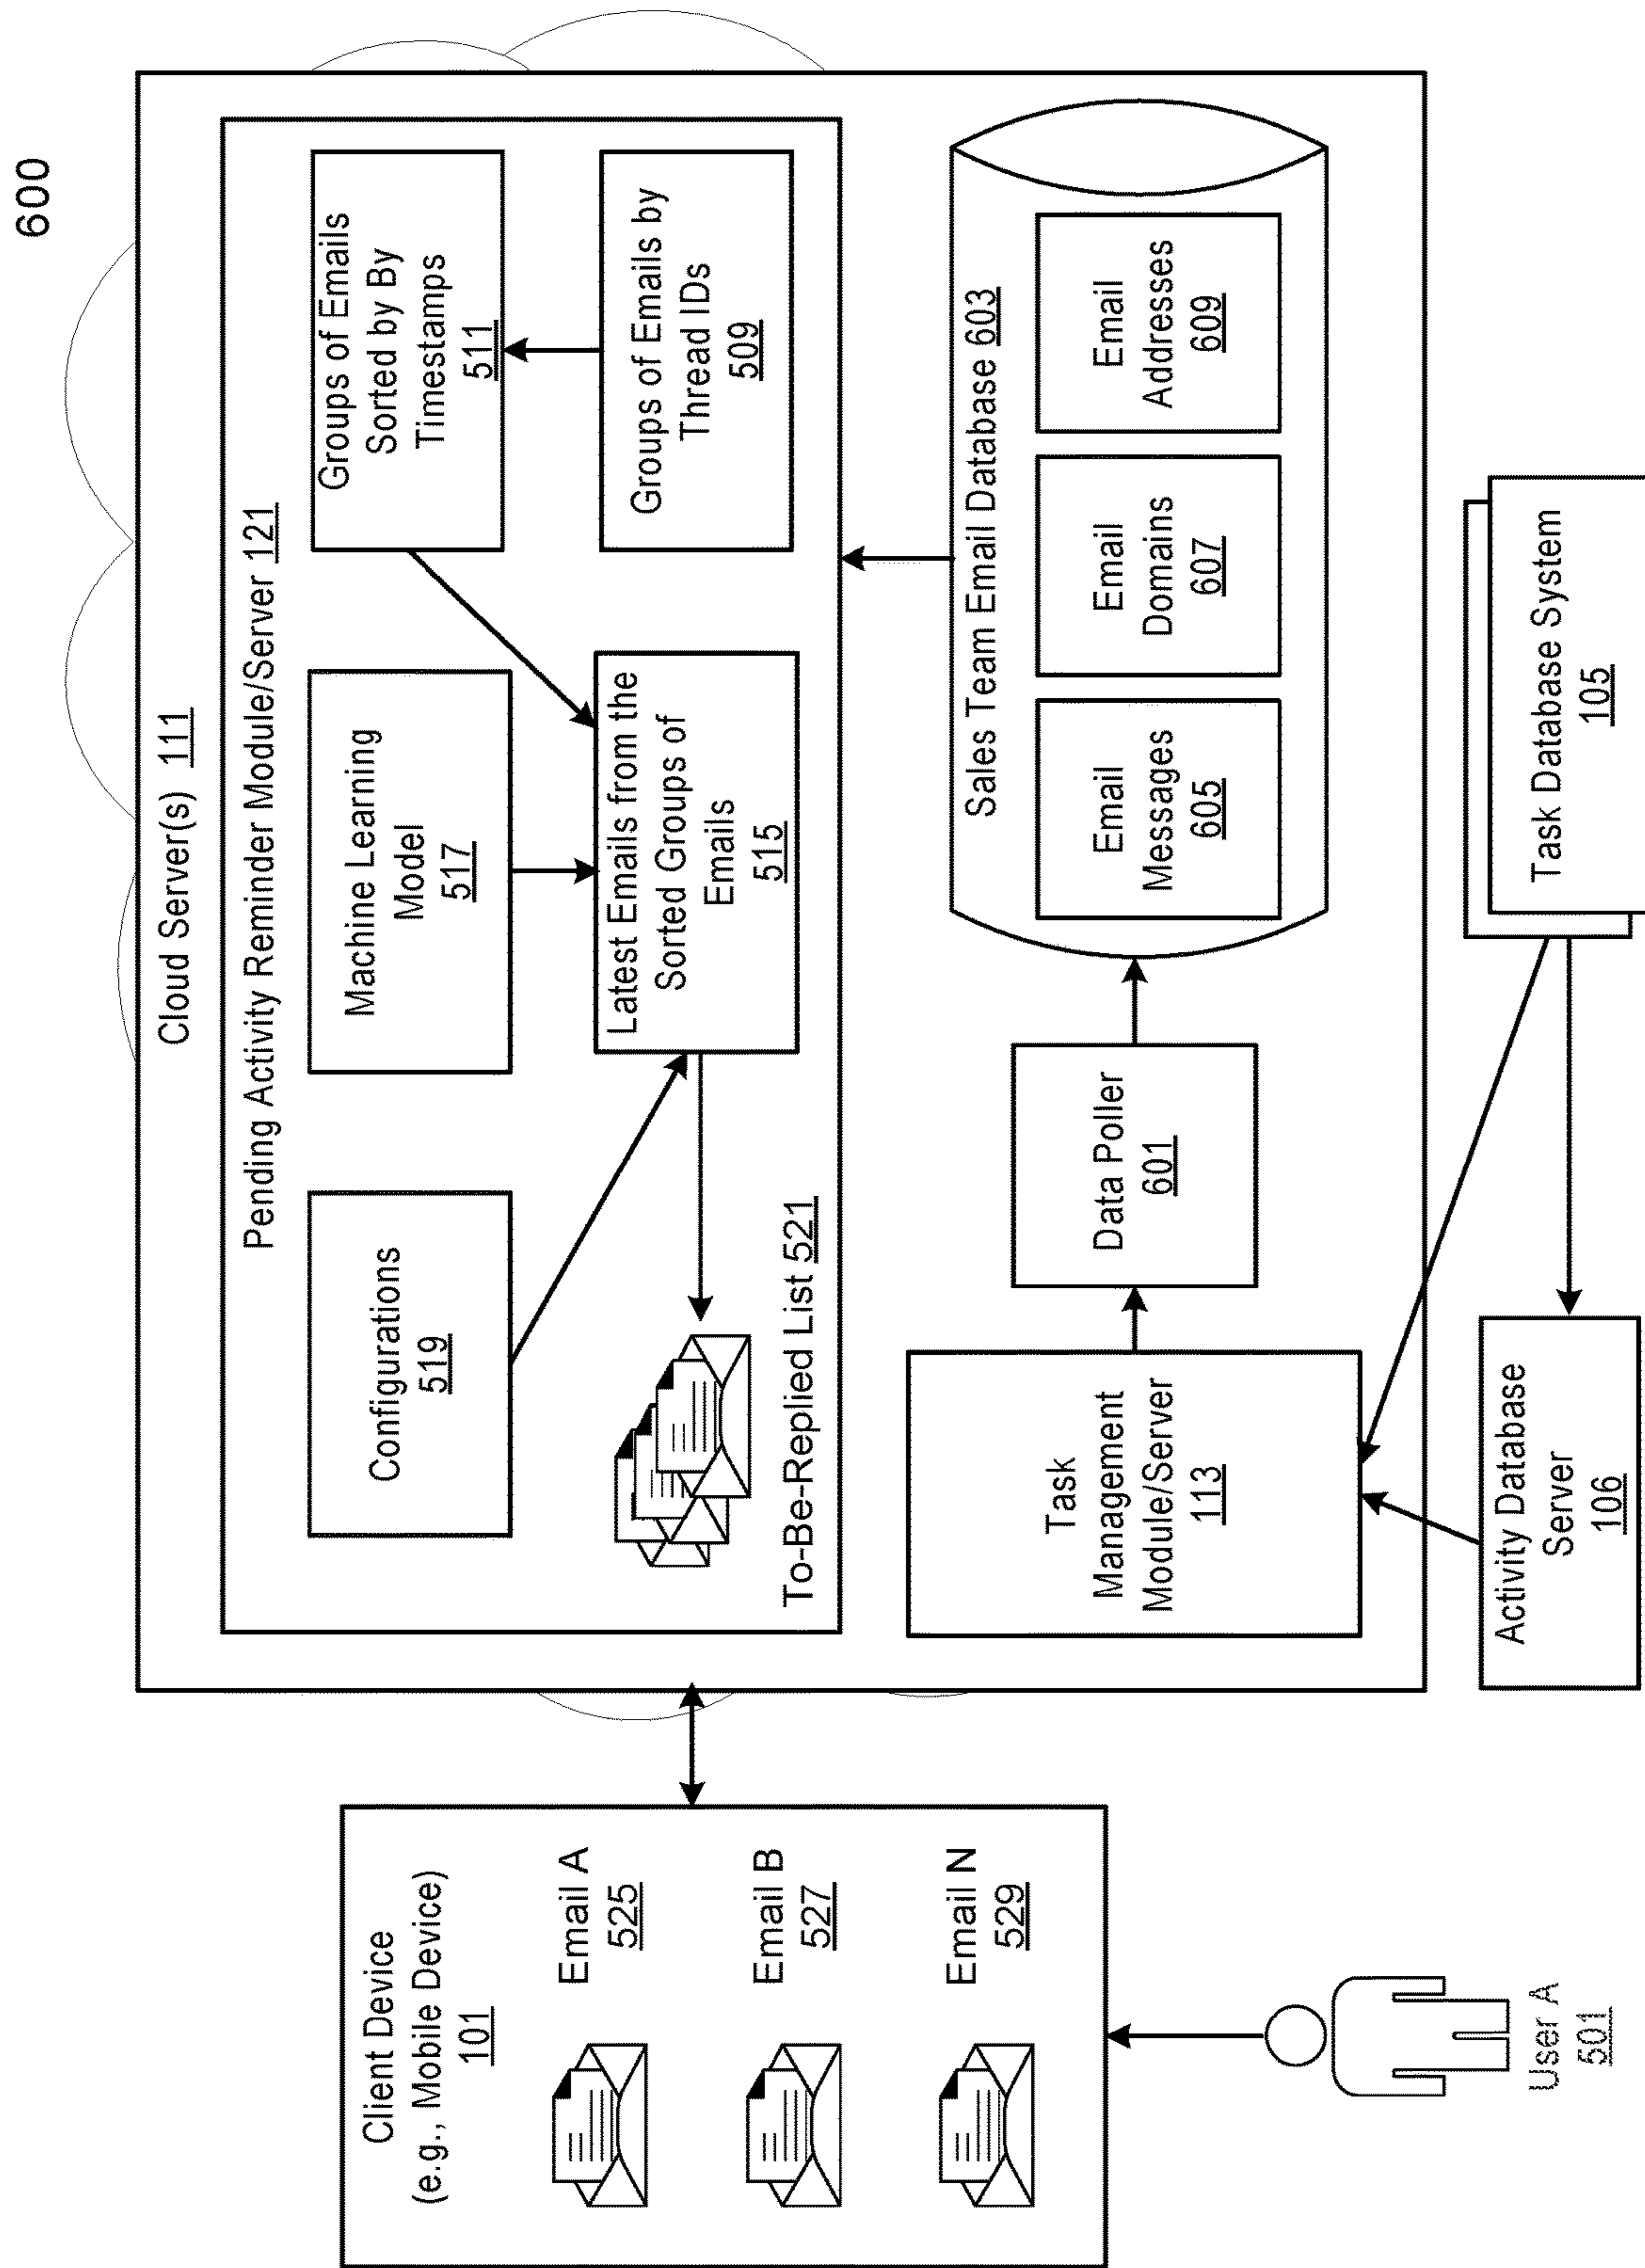 600
Cloud Server(s) 111
Pending Activity Reminder Module/Server 121
Configurations
519
Machine Learning
Model
517
Groups of Emails
Sorted by By
Timestamps
511
To-Be-Replied List 521
Latest Emails from the
Sorted Groups of
Emails
515
Groups of Emails by
Thread IDs
509
Client Device
(e.g., Mobile Device)
101
Email A
525
Email B
527
Email N
529
User A
501
Task
Management
Module/Server
113
Data Poller
601
Sales Team Email Database 603
Email
Messages
605
Email
Domains
607
Email
Addresses
609
Activity Database
Server
106
Task Database System
105